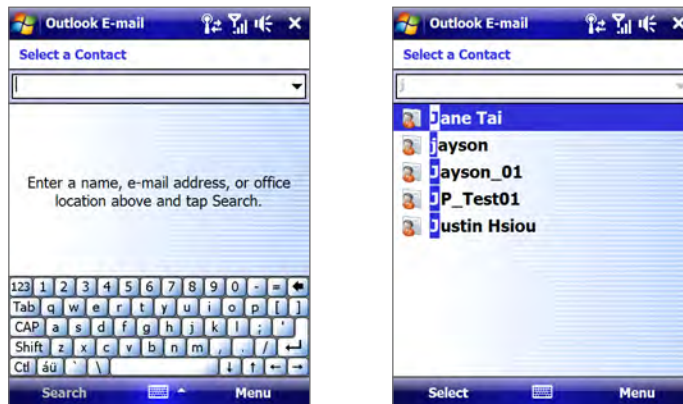 Outlook E-mail
Select a Contact
Enter a name, e-mail address, or office
location above and tap Search.
123 1 2 3 4 5 6 7 8 9 0 - =
Tab q w e r t y u i o p [ ]
CAP a s d f g h j k l ; '
Shift z x c v b n m , . /
Ctl áü ` \
Search Menu
Outlook E-mail
Select a Contact
j
Jane Tai
jayson
Jayson_01
JP_Test01
Justin Hsiou
Select Menu